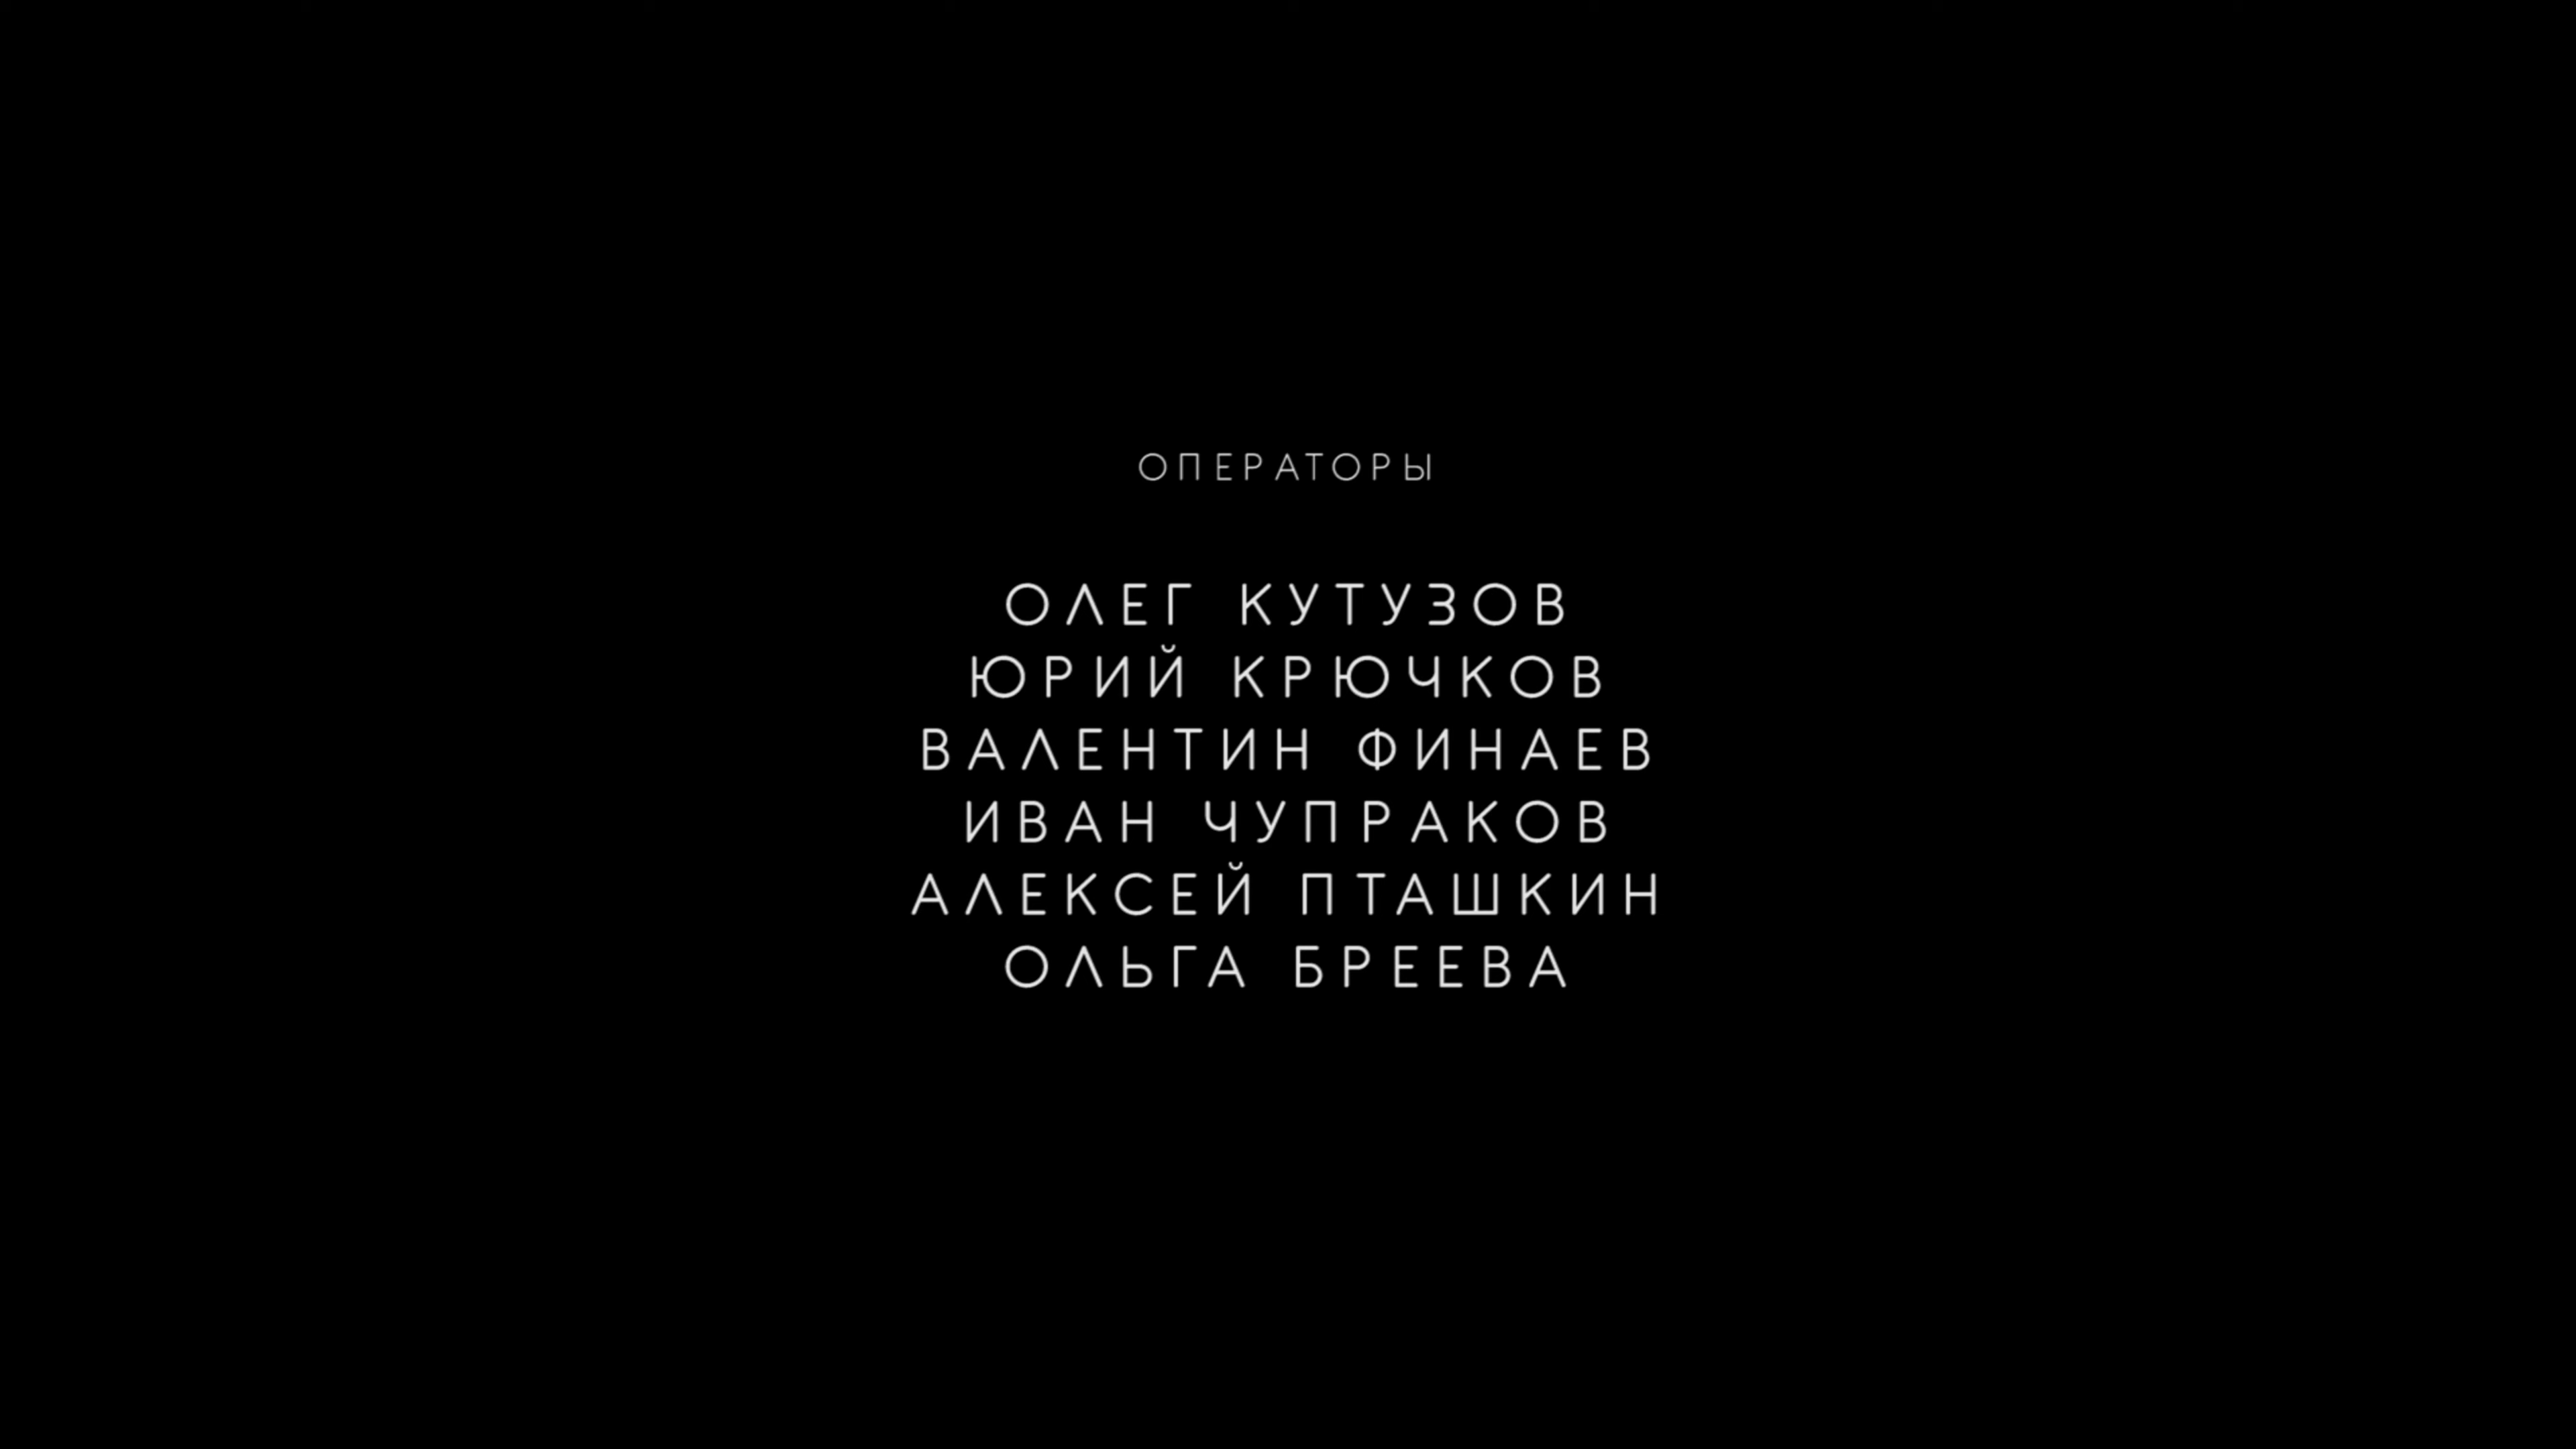 ОПЕРАТОРЫ
ОЛЕГ КУТУЗОВ
ЮРИЙ КРЮЧКОВ
ВАЛЕНТИН ФИНАЕВ
ИВАН ЧУПРАКОВ
АЛЕКСЕЙ ПТАШКИН
ОЛЬГА БРЕЕВА